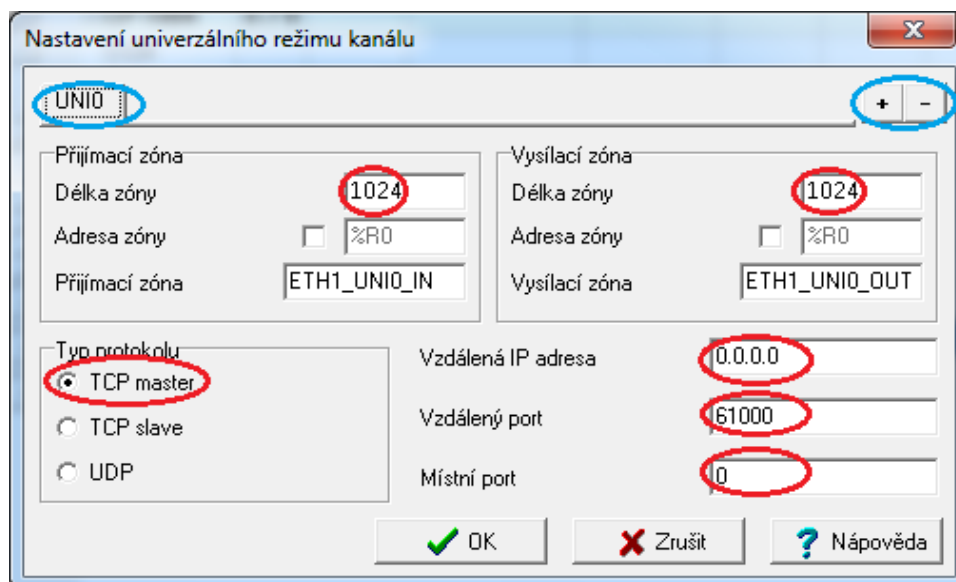 Nastavení univerzálního režimu kanálu
UNI0
+ -
Přijímací zóna
Délka zóny 1024
Adresa zóny %R0
Přijímací zóna ETH1_UNI0_IN
Vysílací zóna
Délka zóny 1024
Adresa zóny %R0
Vysílací zóna ETH1_UNI0_OUT
Typ protokolu
TCP master
TCP slave
UDP
Vzdálená IP adresa 0.0.0.0
Vzdálený port 61000
Místní port 0
OK Zrušit Nápověda